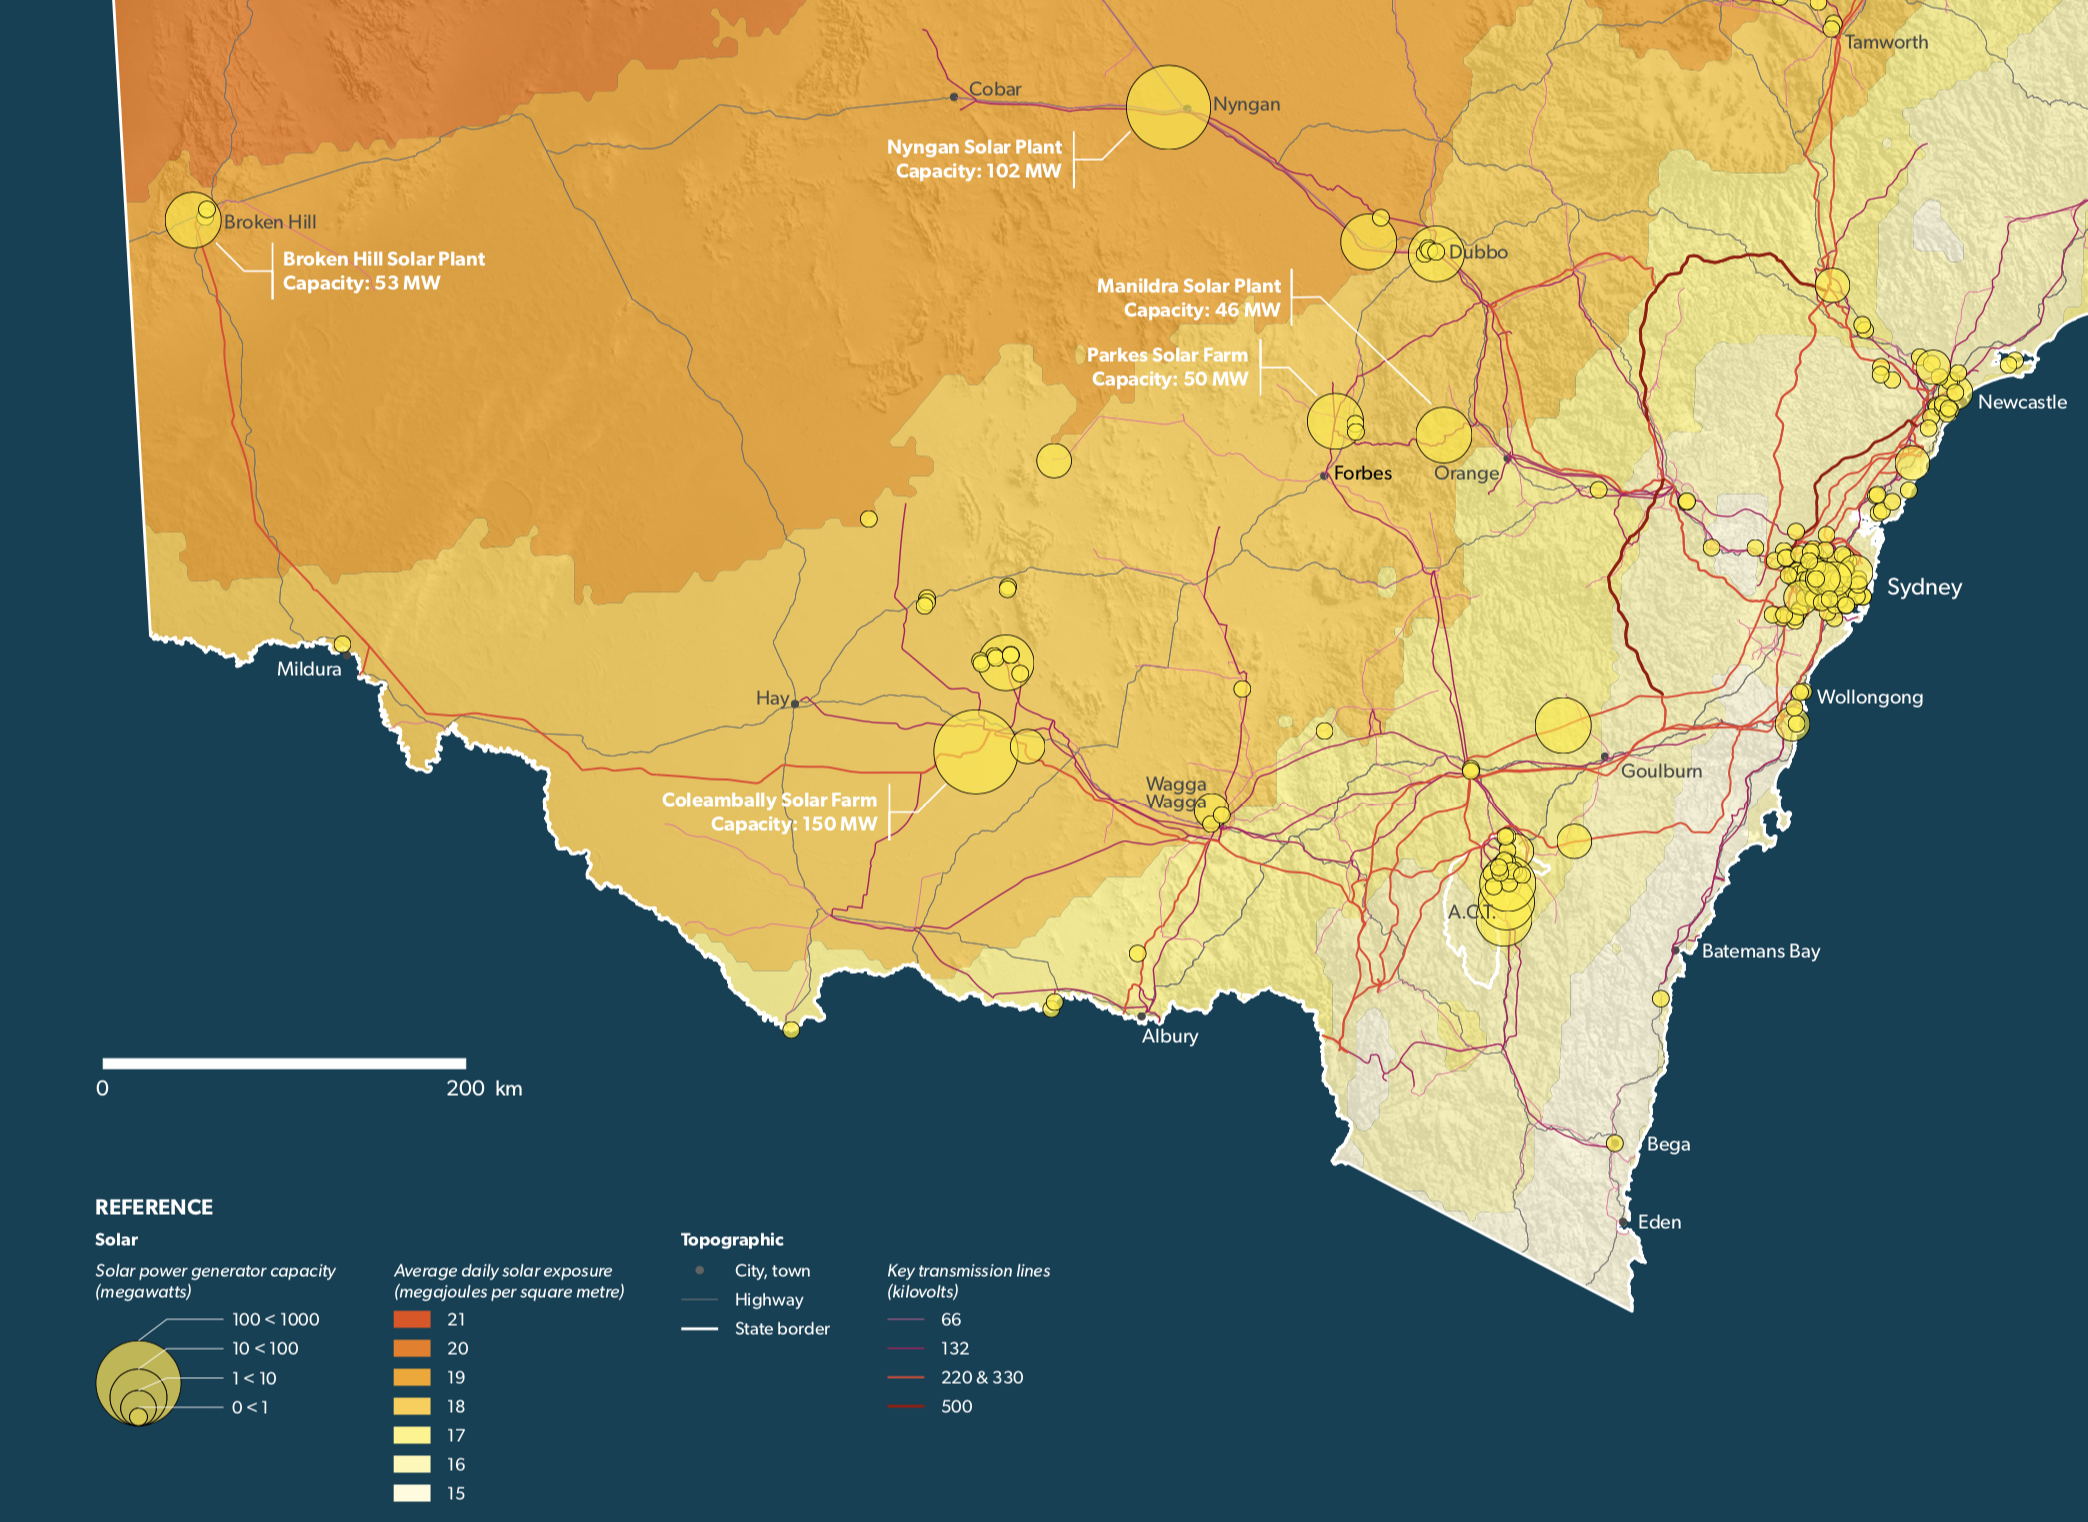 Tamworth
Cobar
Nyngan
Nyngan Solar Plant
Capacity: 102 MW
Broken Hill
Broken Hill Solar Plant
Capacity: 53 MW
Dubbo
Manildra Solar Plant
Capacity: 46 MW
Parkes Solar Farm
Capacity: 50 MW
Newcastle
Forbes
Orange
Sydney
Mildura
Hay
Wollongong
Goulburn
Wagga
Wagga
Coleambally Solar Farm
Capacity: 150 MW
A.C.T.
Batemans Bay
Albury
0
200 km
Bega
Eden
REFERENCE
Solar
Solar power generator capacity
(megawatts)
100 < 1000
10 < 100
1 < 10
0 < 1
Average daily solar exposure
(megajoules per square metre)
21
20
19
18
17
16
15
Topographic
City, town
Highway
State border
Key transmission lines
(kilovolts)
66
132
220 & 330
500